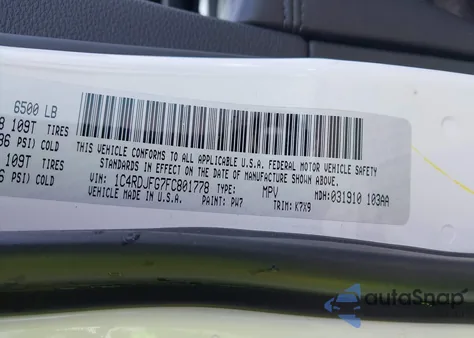 6500 LB
109T TIRES
PSI) COLD
109T TIRES
PSI) COLD
THIS VEHICLE CONFORMS TO ALL APPLICABLE U.S.A. FEDERAL MOTOR VEHICLE SAFETY
STANDARDS IN EFFECT ON THE DATE OF MANUFACTURE SHOWN ABOVE.
VIN: 1C4RDJFG7FC801778 TYPE: MPV MDH: 031910 103AA
VEHICLE MADE IN U.S.A. PAINT: PW7 TRIM: K7X9
autoSnap